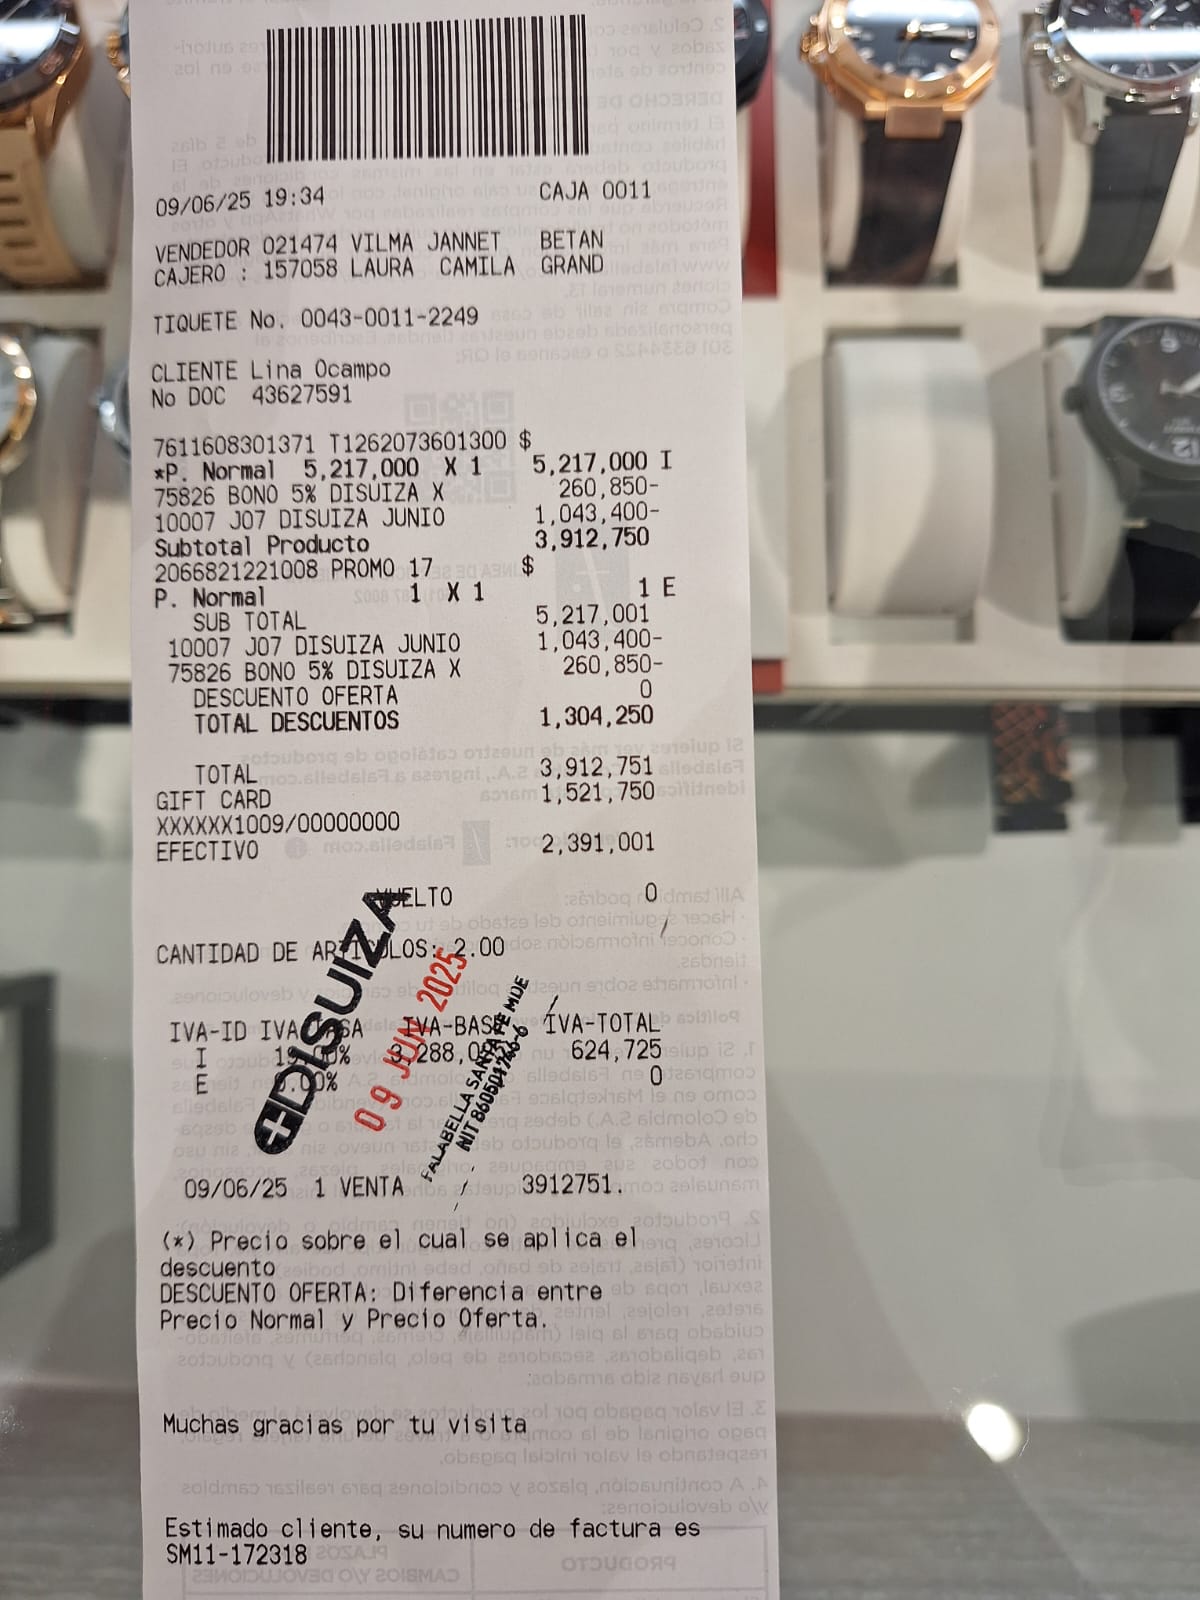 09/06/25 19:34 CAJA 0011
VENDEDOR 021474 VILMA JANNET BETAN
CAJERO : 157058 LAURA CAMILA GRAND
TIQUETE No. 0043-0011-2249
CLIENTE Lina Ocampo
No DOC 43627591
7611608301371 T1262073601300 $
*P. Normal 5,217,000 X 1 5,217,000 I
75826 BONO 5% DISUIZA X 260,850-
10007 J07 DISUIZA JUNIO 1,043,400-
Subtotal Producto 3,912,750
2066821221008 PROMO 17 $
P. Normal 1 X 1 1 E
SUB TOTAL 5,217,001
10007 J07 DISUIZA JUNIO 1,043,400-
75826 BONO 5% DISUIZA X 260,850-
DESCUENTO OFERTA 0
TOTAL DESCUENTOS 1,304,250
TOTAL 3,912,751
GIFT CARD 1,521,750
XXXXXX1009/00000000
EFECTIVO 2,391,001
VUELTO 0
CANTIDAD DE ARTICULOS: 2.00
DISUIZA
09 JUN 2025
FALABELLA SANTA FE MDE
NIT
IVA-ID IVA-TASA IVA-BASE IVA-TOTAL
I 19.00% 624,725
E 0.00% 0
09/06/25 1 VENTA 3912751.
(*) Precio sobre el cual se aplica el
descuento
DESCUENTO OFERTA: Diferencia entre
Precio Normal y Precio Oferta.
Muchas gracias por tu visita
Estimado cliente, su numero de factura es
SM11-172318